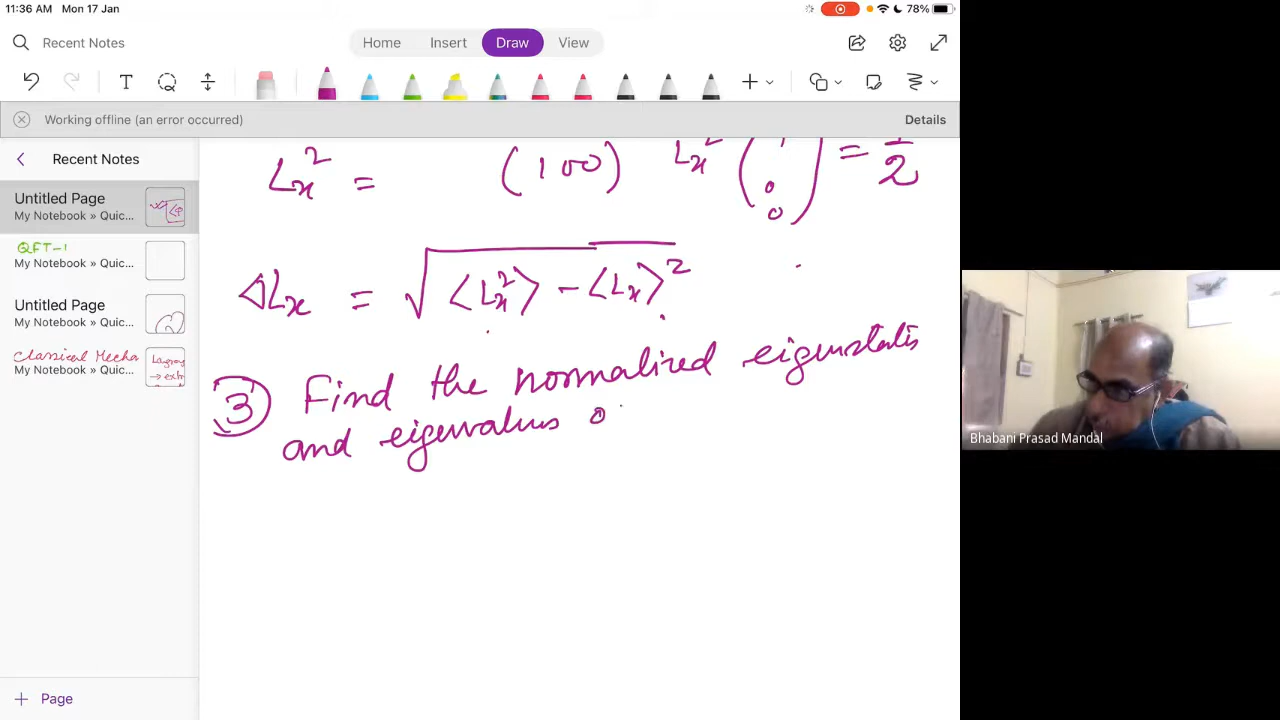 11:36 AM Mon 17 Jan
78%
Recent Notes
Home Insert Draw View
Working offline (an error occurred)
Details
Recent Notes
Untitled Page
My Notebook » Quic...
QFT-1
My Notebook » Quic...
Untitled Page
My Notebook » Quic...
Classical Mecha
My Notebook » Quic...
Page
Lx² = (100) Lx² (1 0 0) = 1/2
ΔLx = √⟨Lx²⟩ - ⟨Lx⟩²
③ Find the normalized eigenstates
and eigenvalues o
Bhabani Prasad Mandal